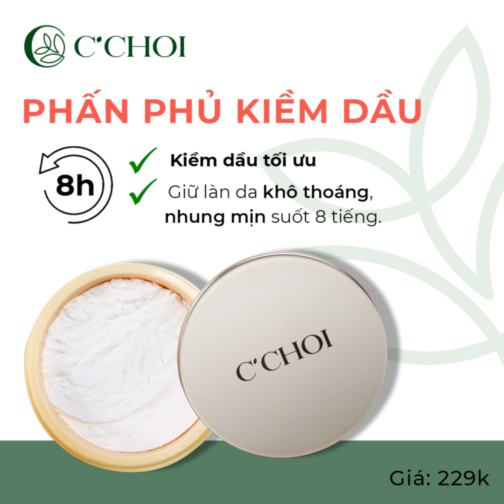 C'CHOI
PHẤN PHỦ KIỀM DẦU
8h
Kiềm dầu tối ưu
Giữ làn da khô thoáng,
nhung mịn suốt 8 tiếng.
C'CHOI
Giá: 229k